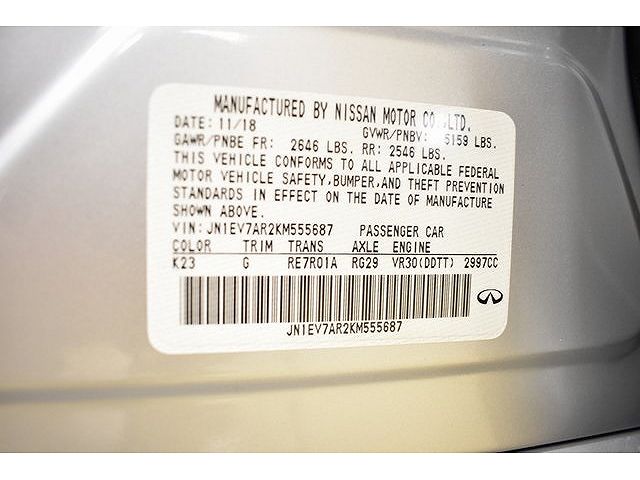 MANUFACTURED BY NISSAN MOTOR CO.,LTD.
DATE: 11/18 GVWR/PNBV: 5159 LBS.
GAWR/PNBE FR: 2646 LBS. RR: 2546 LBS.
THIS VEHICLE CONFORMS TO ALL APPLICABLE FEDERAL
MOTOR VEHICLE SAFETY,BUMPER,AND THEFT PREVENTION
STANDARDS IN EFFECT ON THE DATE OF MANUFACTURE
SHOWN ABOVE.
VIN: JN1EV7AR2KM555687 PASSENGER CAR
COLOR TRIM TRANS AXLE ENGINE
K23 G RE7R01A RG29 VR30(DDTT) 2997CC
JN1EV7AR2KM555687